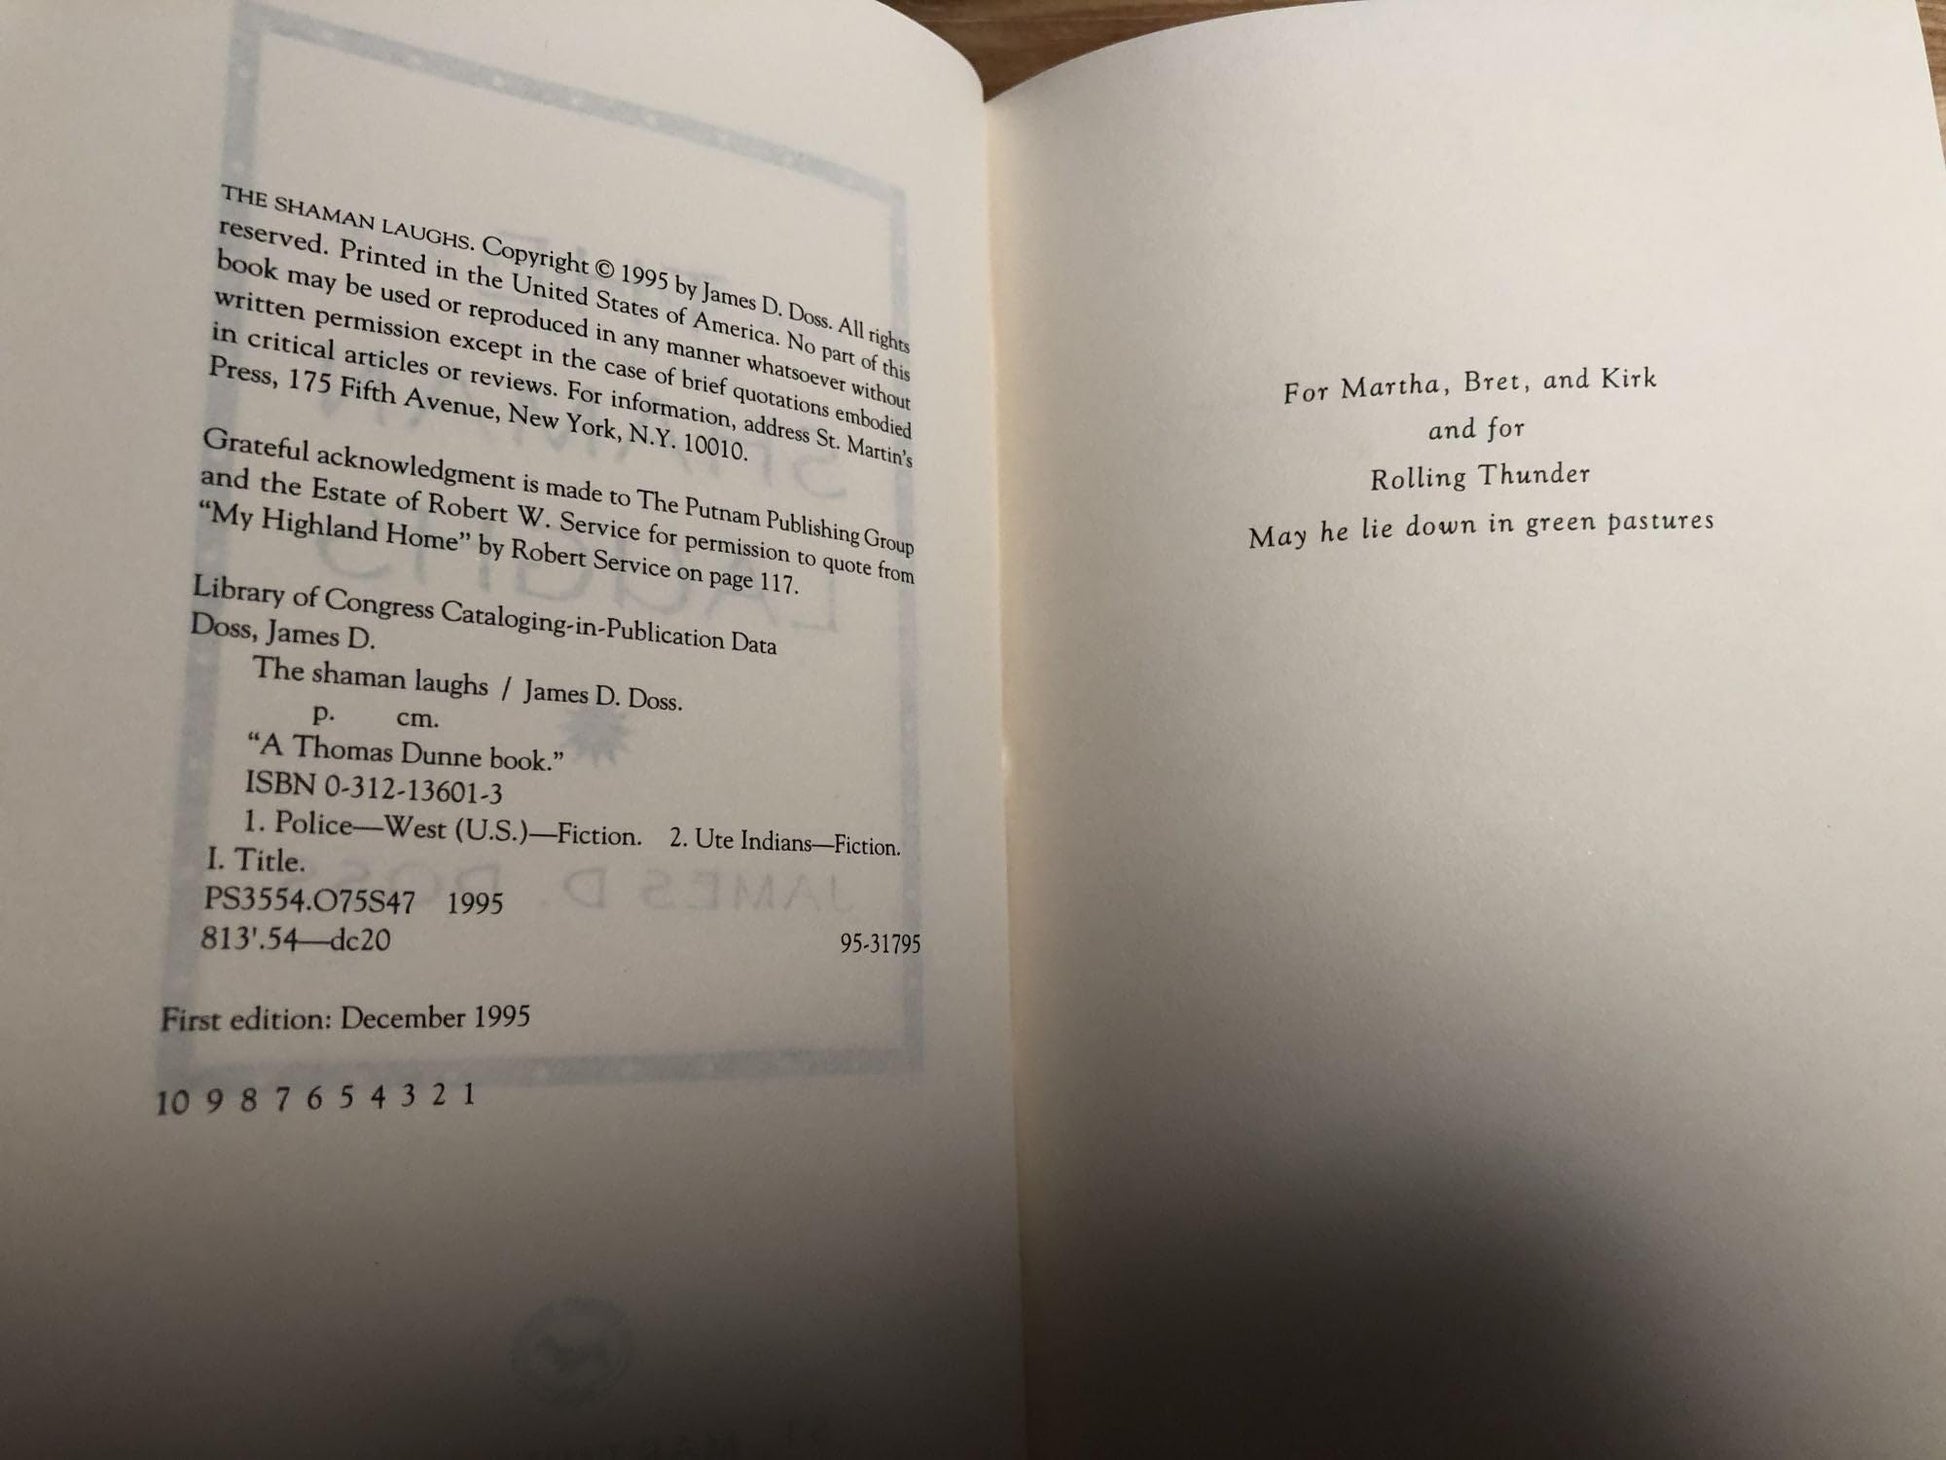 THE SHAMAN LAUGHS. Copyright © 1995 by James D. Doss. All rights
reserved. Printed in the United States of America. No part of this
book may be used or reproduced in any manner whatsoever without
written permission except in the case of brief quotations embodied
in critical articles or reviews. For information, address St. Martin's
Press, 175 Fifth Avenue, New York, N.Y. 10010.
Grateful acknowledgment is made to The Putnam Publishing Group
and the Estate of Robert W. Service for permission to quote from
“My Highland Home” by Robert Service on page 117.
Library of Congress Cataloging-in-Publication Data
Doss, James D.
The shaman laughs / James D. Doss.
p. cm.
“A Thomas Dunne book.”
ISBN 0-312-13601-3
1. Police—West (U.S.)—Fiction. 2. Ute Indians—Fiction.
I. Title.
PS3554.O75S47 1995
813'.54—dc20 95-31795
First edition: December 1995
10 9 8 7 6 5 4 3 2 1
For Martha, Bret, and Kirk
and for
Rolling Thunder
May he lie down in green pastures